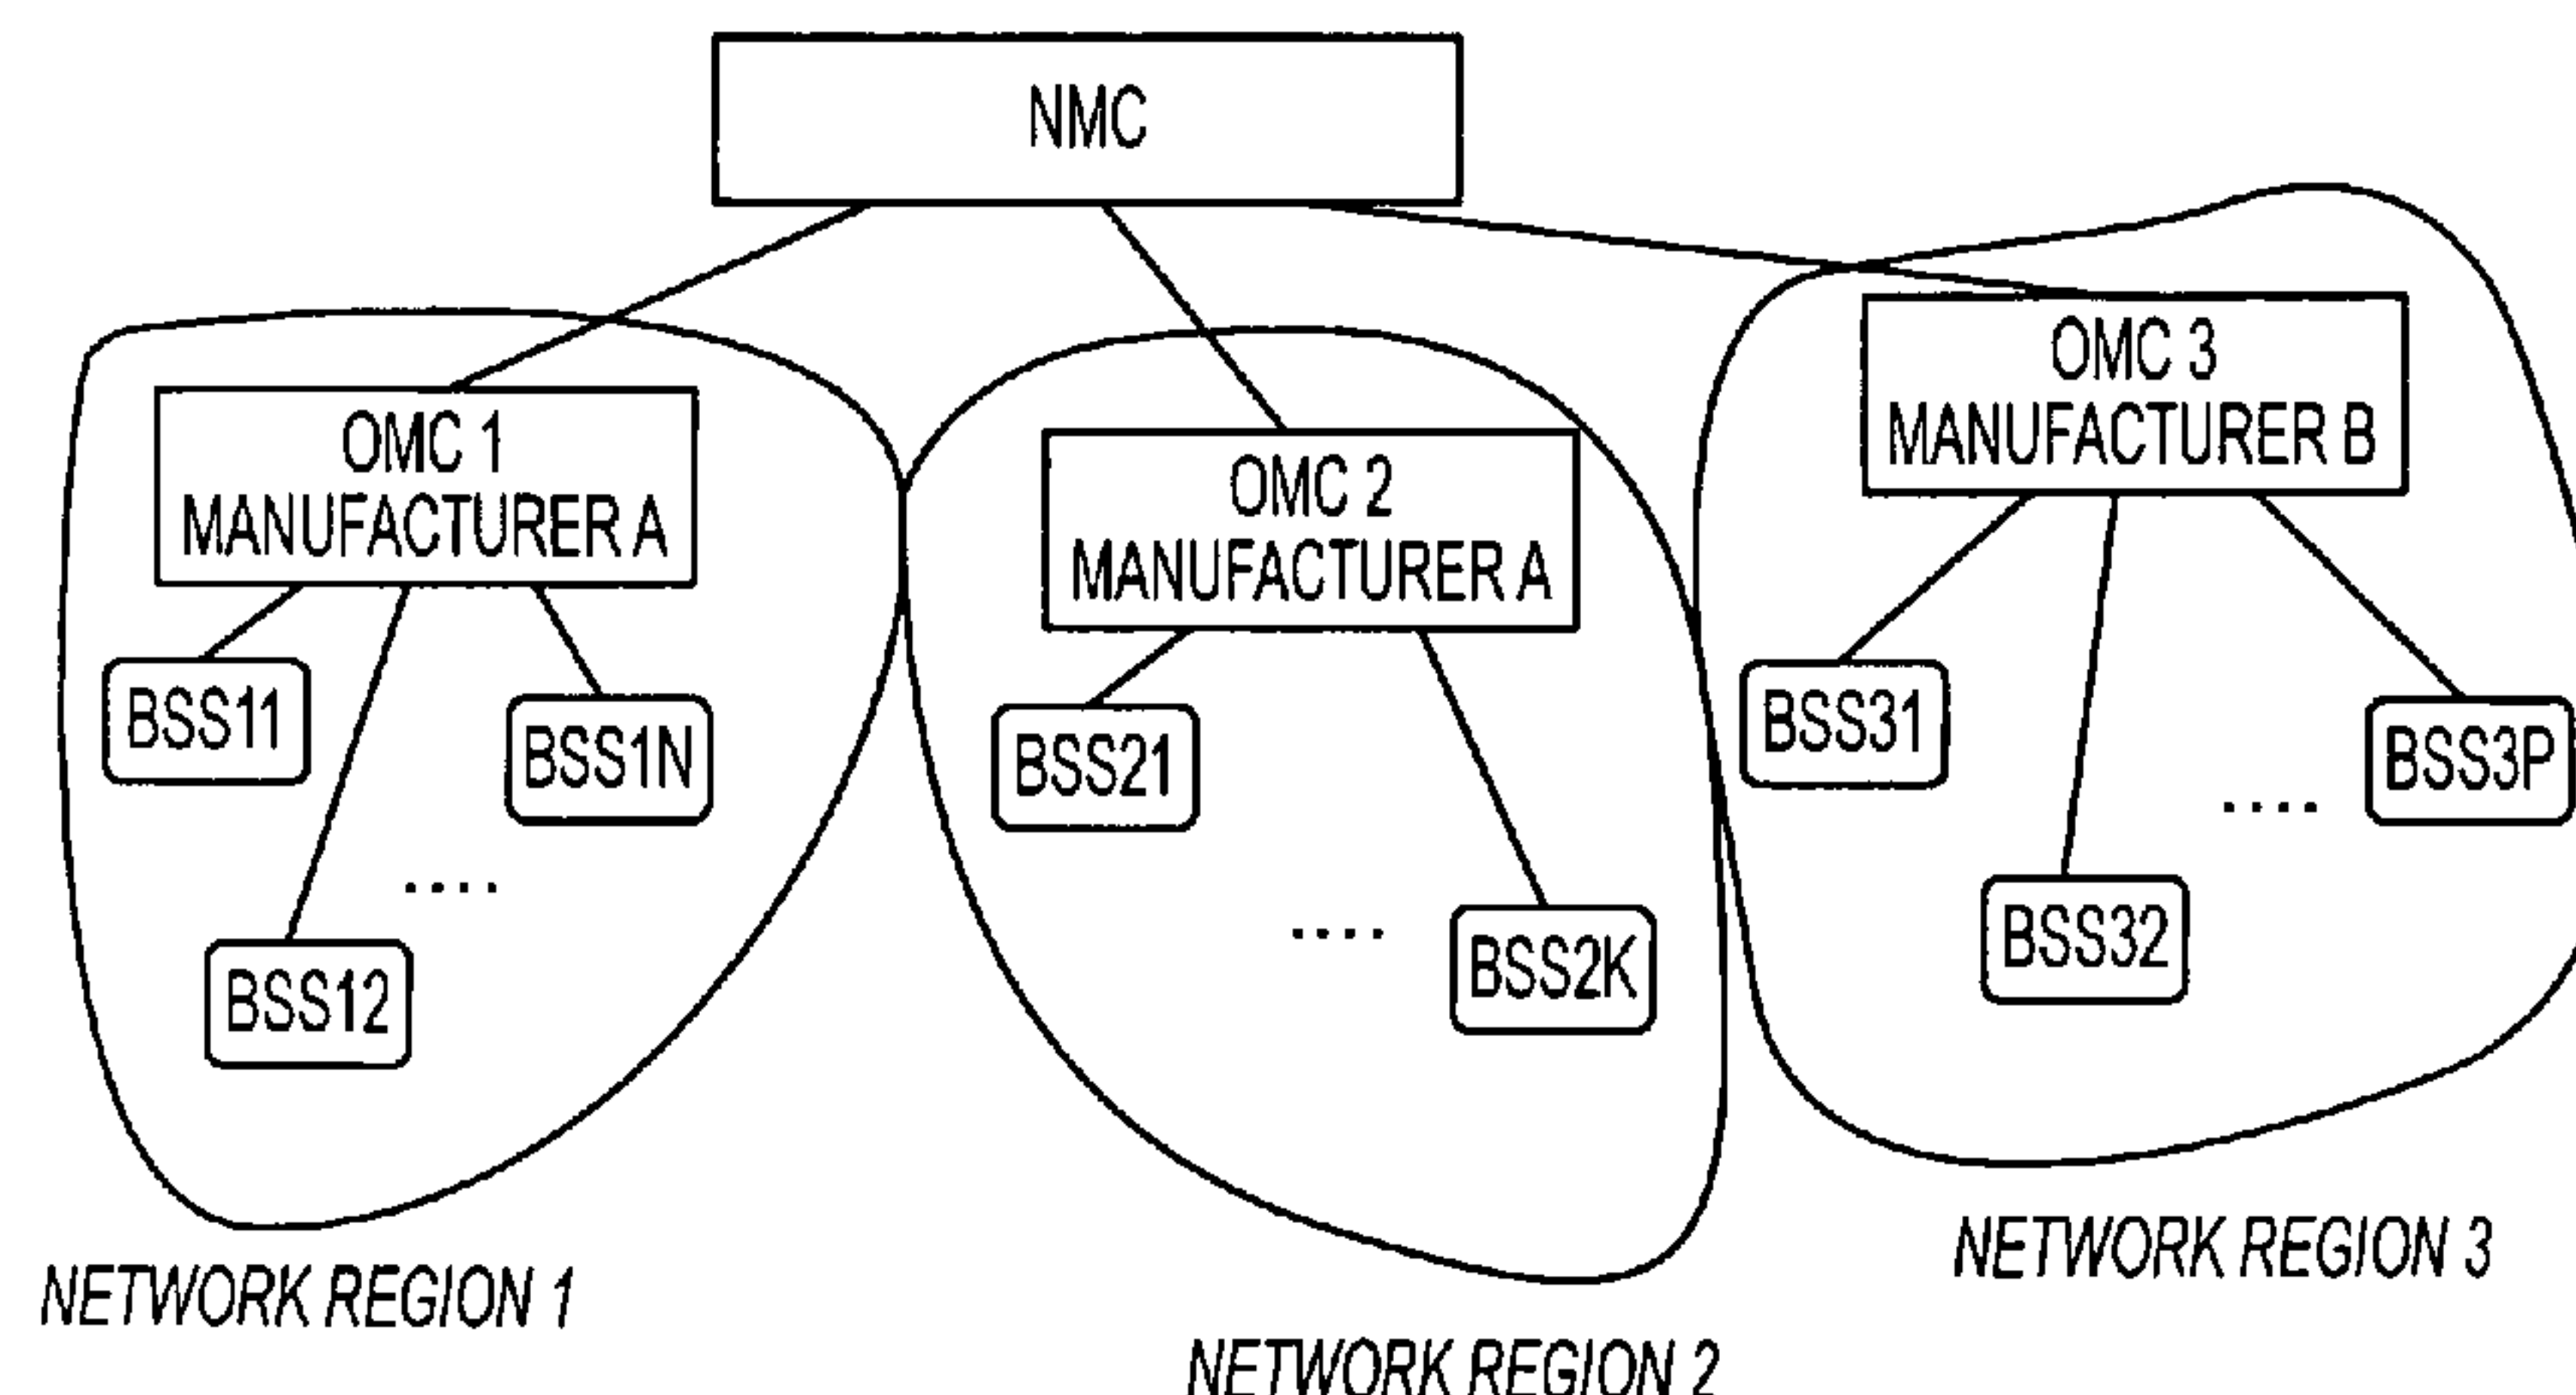 NMC
OMC 1
MANUFACTURER A
OMC 2
MANUFACTURER A
OMC 3
MANUFACTURER B
BSS11
BSS12
....
BSS1N
BSS21
....
BSS2K
BSS31
BSS32
....
BSS3P
NETWORK REGION 1
NETWORK REGION 2
NETWORK REGION 3